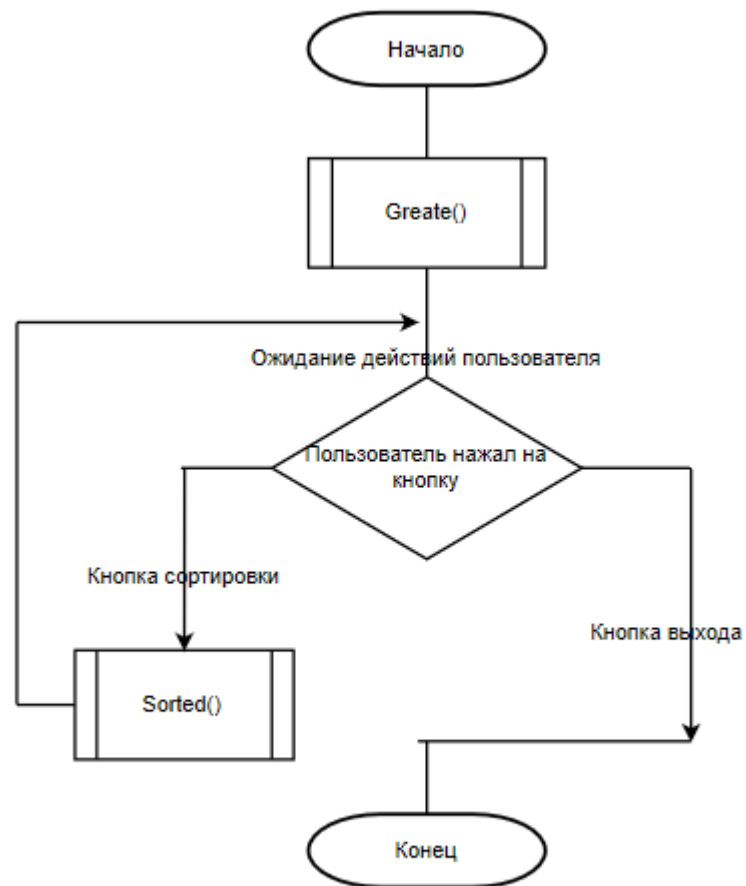 Начало
Greate()
Ожидание действий пользователя
Пользователь нажал на
кнопку
Кнопка сортировки
Кнопка выхода
Sorted()
Конец